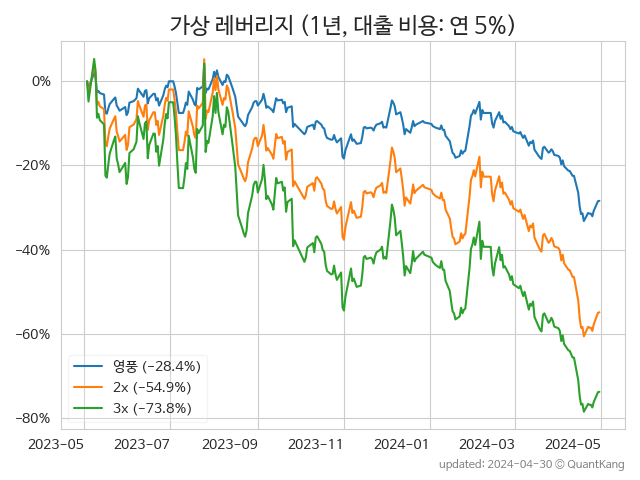 가상 레버리지 (1년, 대출 비용: 연 5%)
0%
−20%
−40%
−60%
−80%
영풍 (−28.4%)
2x (−54.9%)
3x (−73.8%)
2023-05 2023-07 2023-09 2023-11 2024-01 2024-03 2024-05
updated: 2024-04-30 © QuantKang